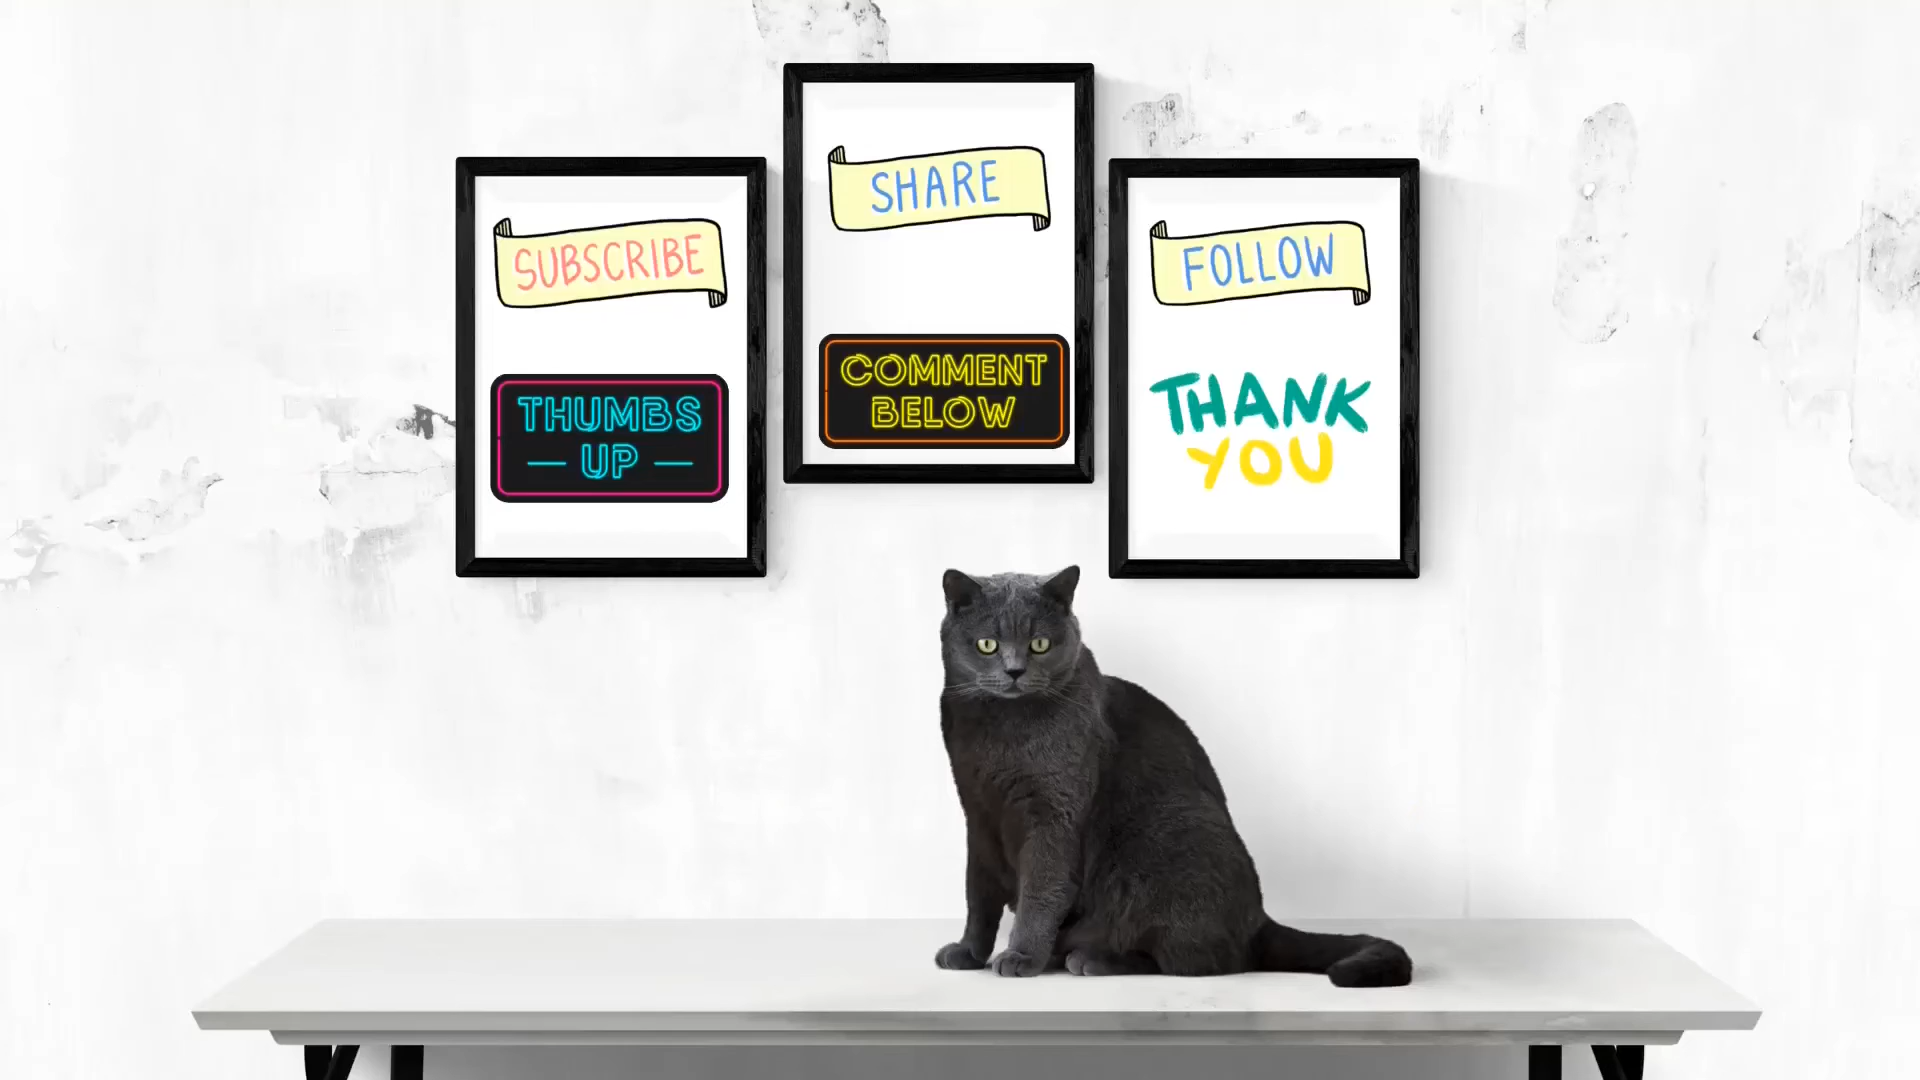 SUBSCRIBE
THUMBS
UP
SHARE
COMMENT
BELOW
FOLLOW
THANK
YOU